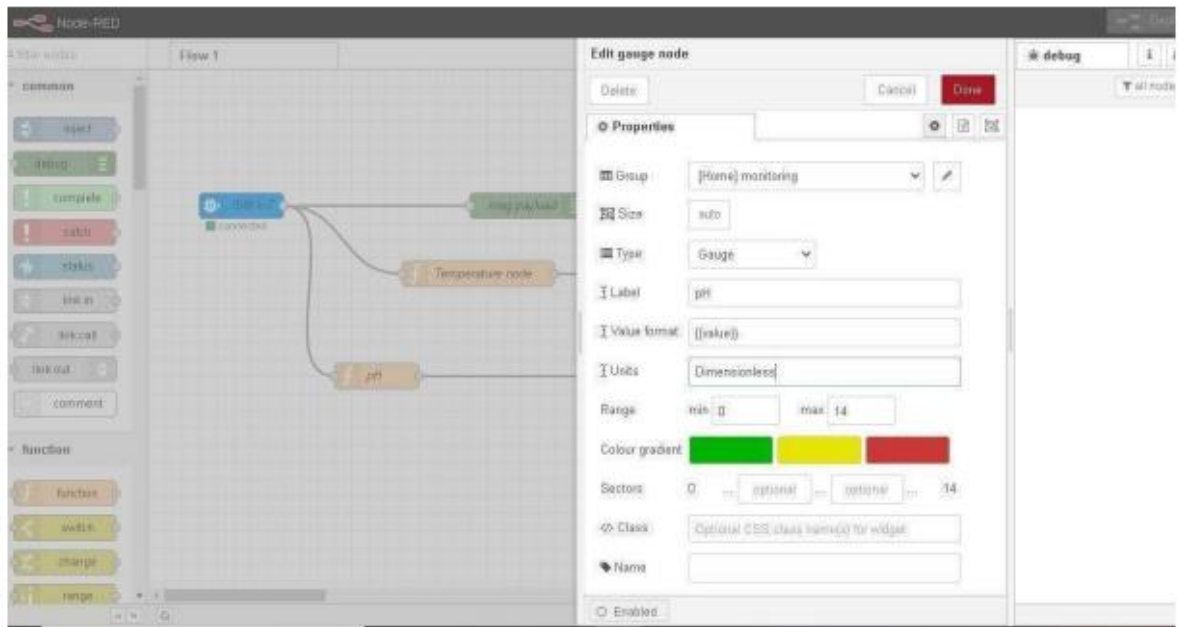 Node-RED
Flow 1
Edit gauge node
debug
i
common
Delete
Cancel
Done
all node
inject
Properties
debug
complete
Group
[Home] monitoring
IBM IoT
msg.payload
Size
auto
connected
catch
status
Type
Gauge
Temperature node
link in
Label
pH
link call
Value format
{{value}}
link out
pH
Units
Dimensionless
comment
Range
min 0
max 14
function
Colour gradient
function
Sectors
0 ... optional ... optional ... 14
switch
Class
Optional CSS class name(s) for widget
change
Name
range
Enabled